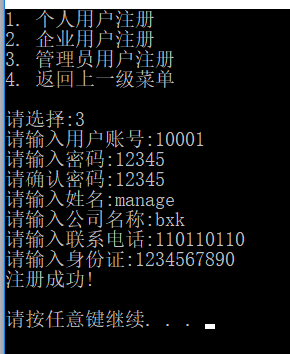 1. 个人用户注册
2. 企业用户注册
3. 管理员用户注册
4. 返回上一级菜单
请选择:3
请输入用户账号:10001
请输入密码:12345
请确认密码:12345
请输入姓名:manage
请输入公司名称:bxk
请输入联系电话:110110110
请输入身份证:1234567890
注册成功!
请按任意键继续. . .